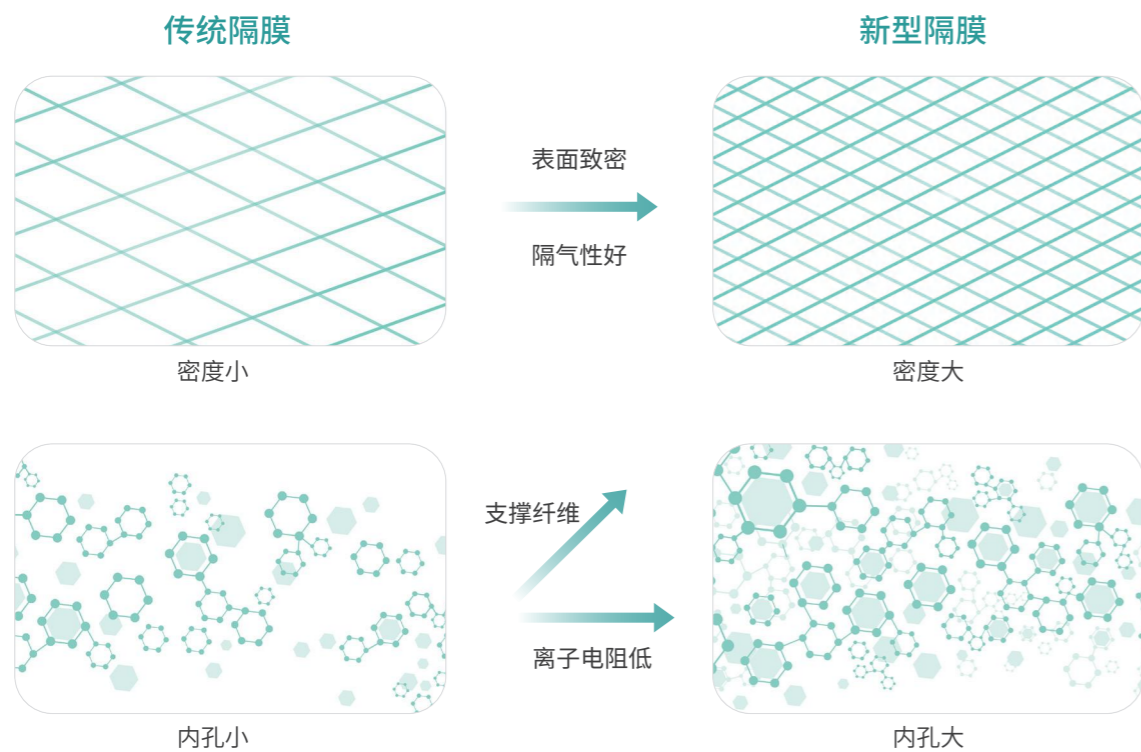 传统隔膜
新型隔膜
表面致密
隔气性好
密度小
密度大
支撑纤维
离子电阻低
内孔小
内孔大